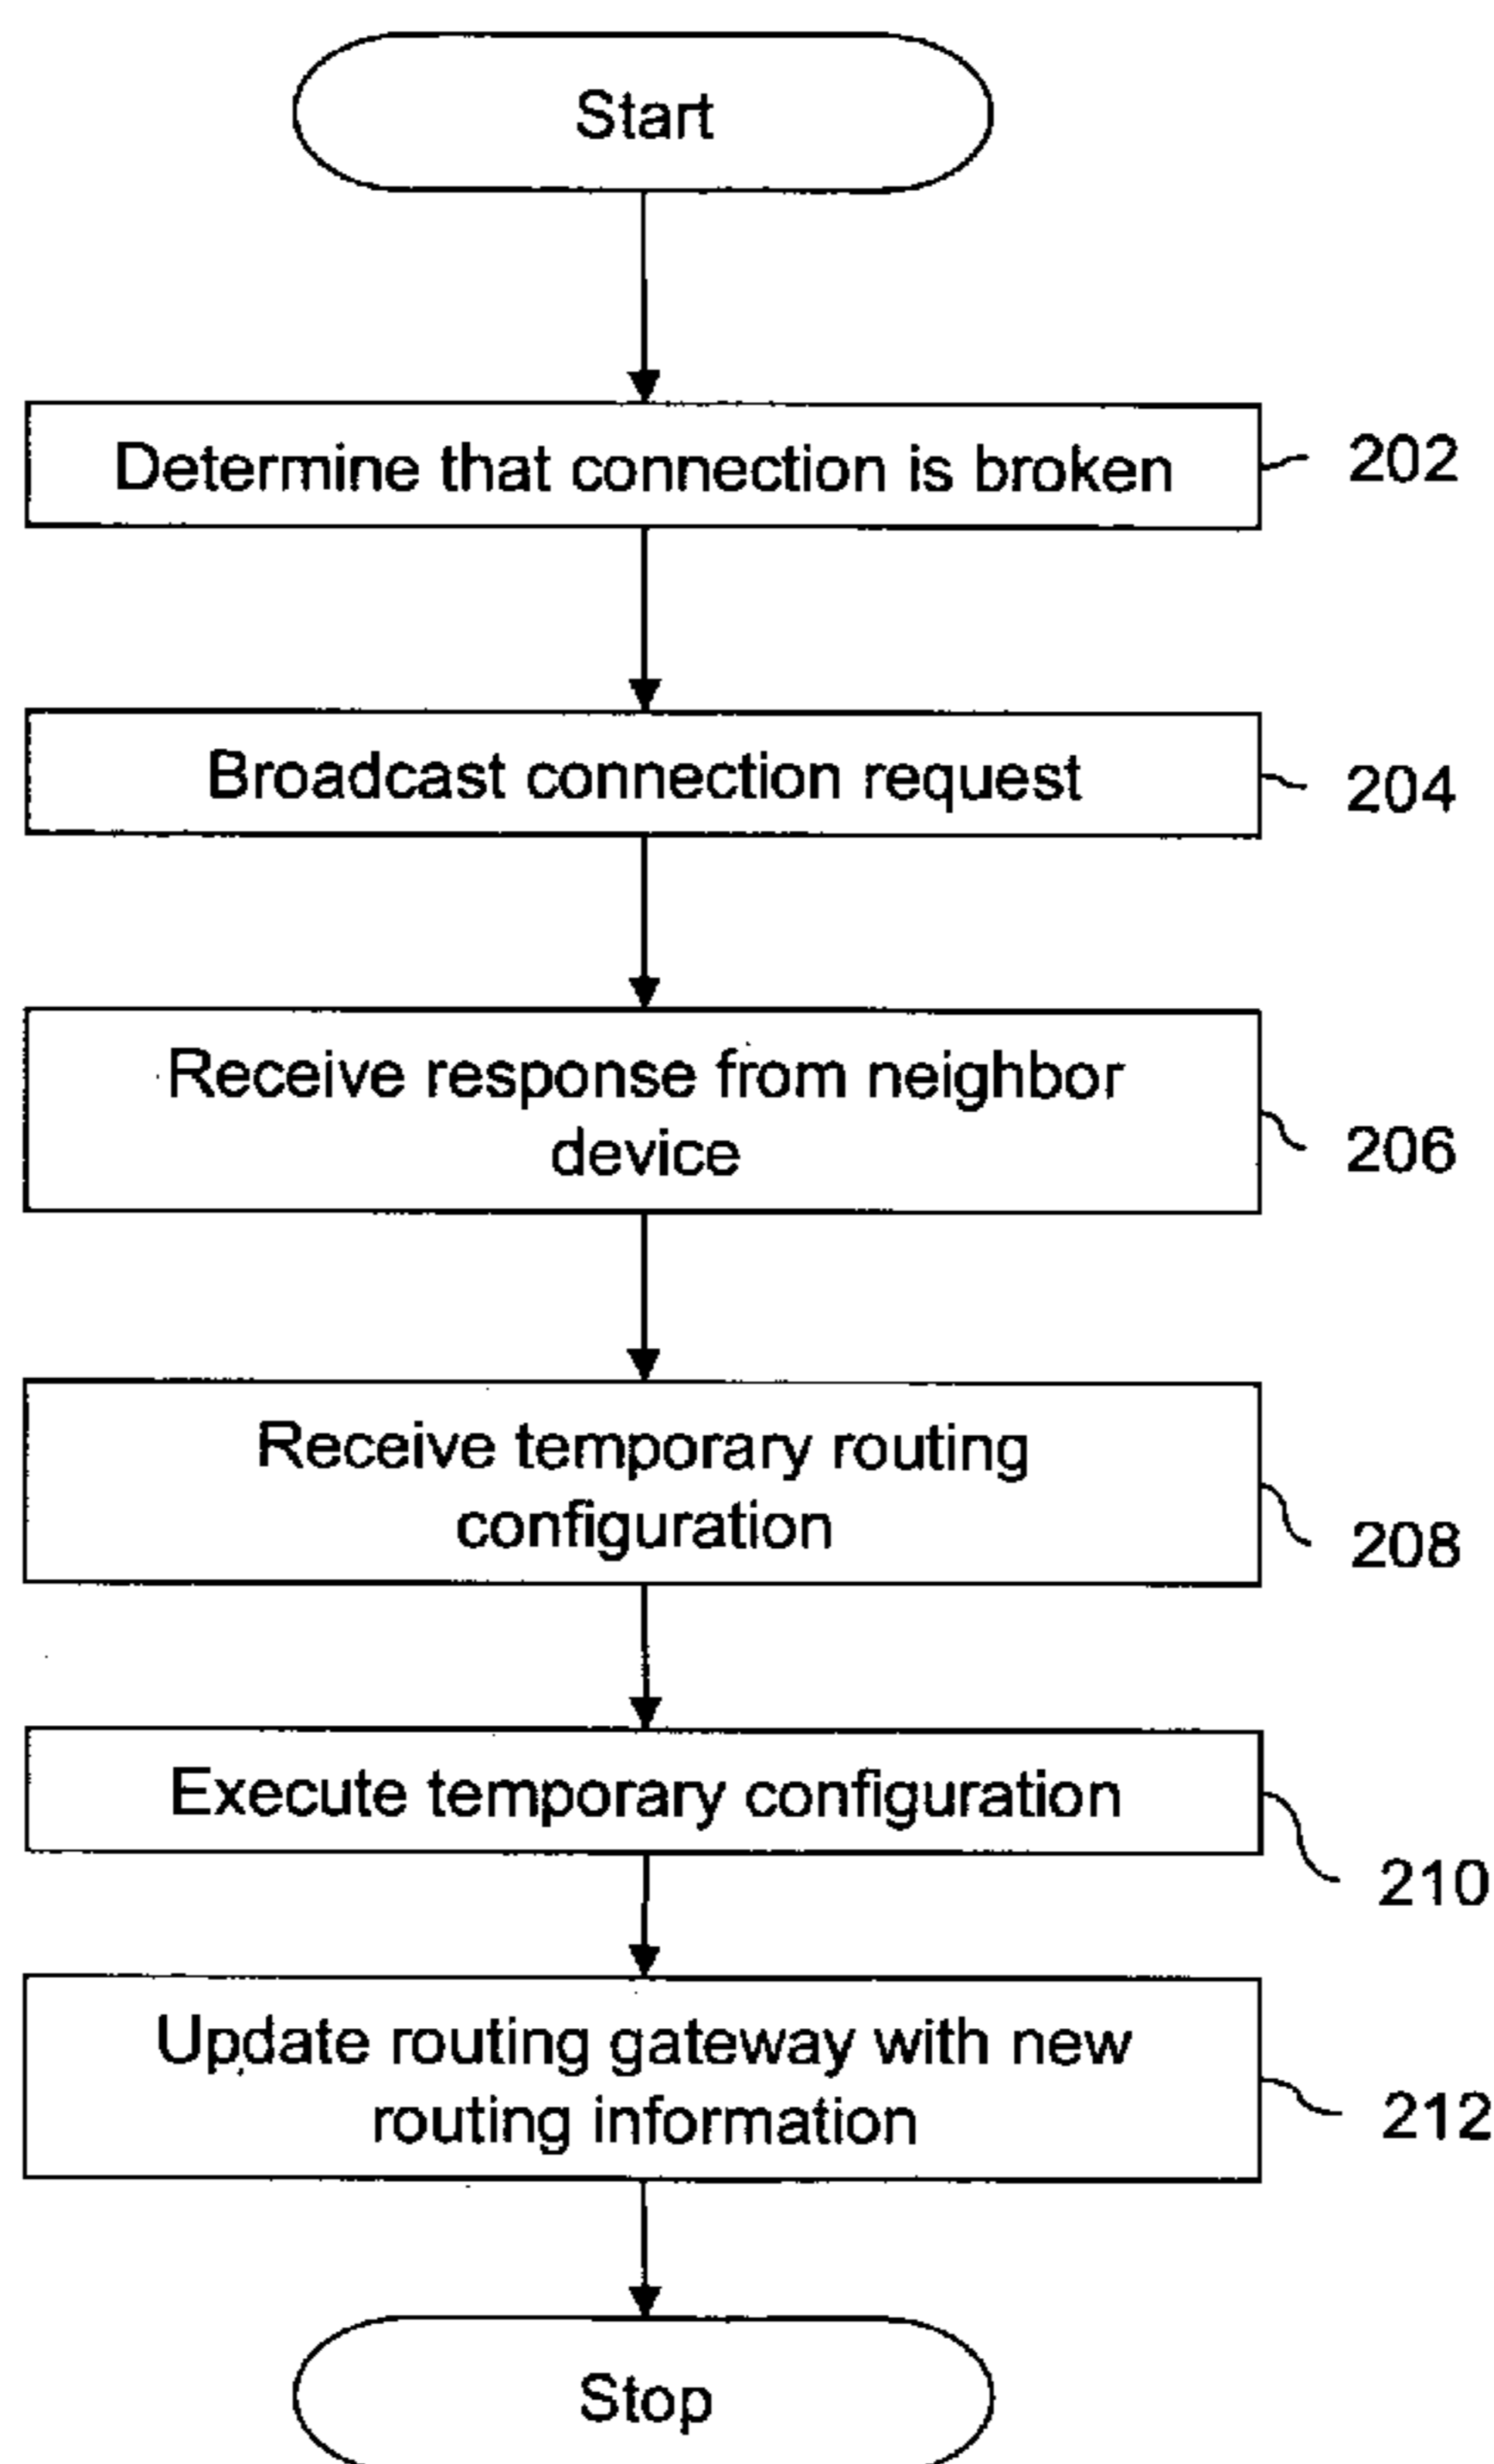 Start
Determine that connection is broken
202
Broadcast connection request
204
Receive response from neighbor
device
206
Receive temporary routing
configuration
208
Execute temporary configuration
210
Update routing gateway with new
routing information
212
Stop